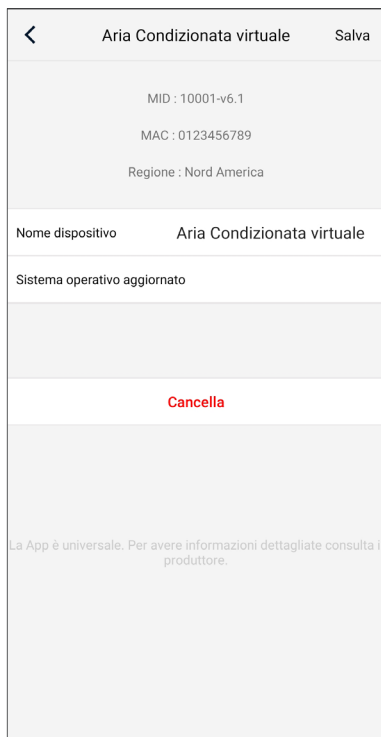 Aria Condizionata virtuale
Salva
MID : 10001-v6.1
MAC : 0123456789
Regione : Nord America
Nome dispositivo
Aria Condizionata virtuale
Sistema operativo aggiornato
Cancella
La App è universale. Per avere informazioni dettagliate consulta i
produttore.